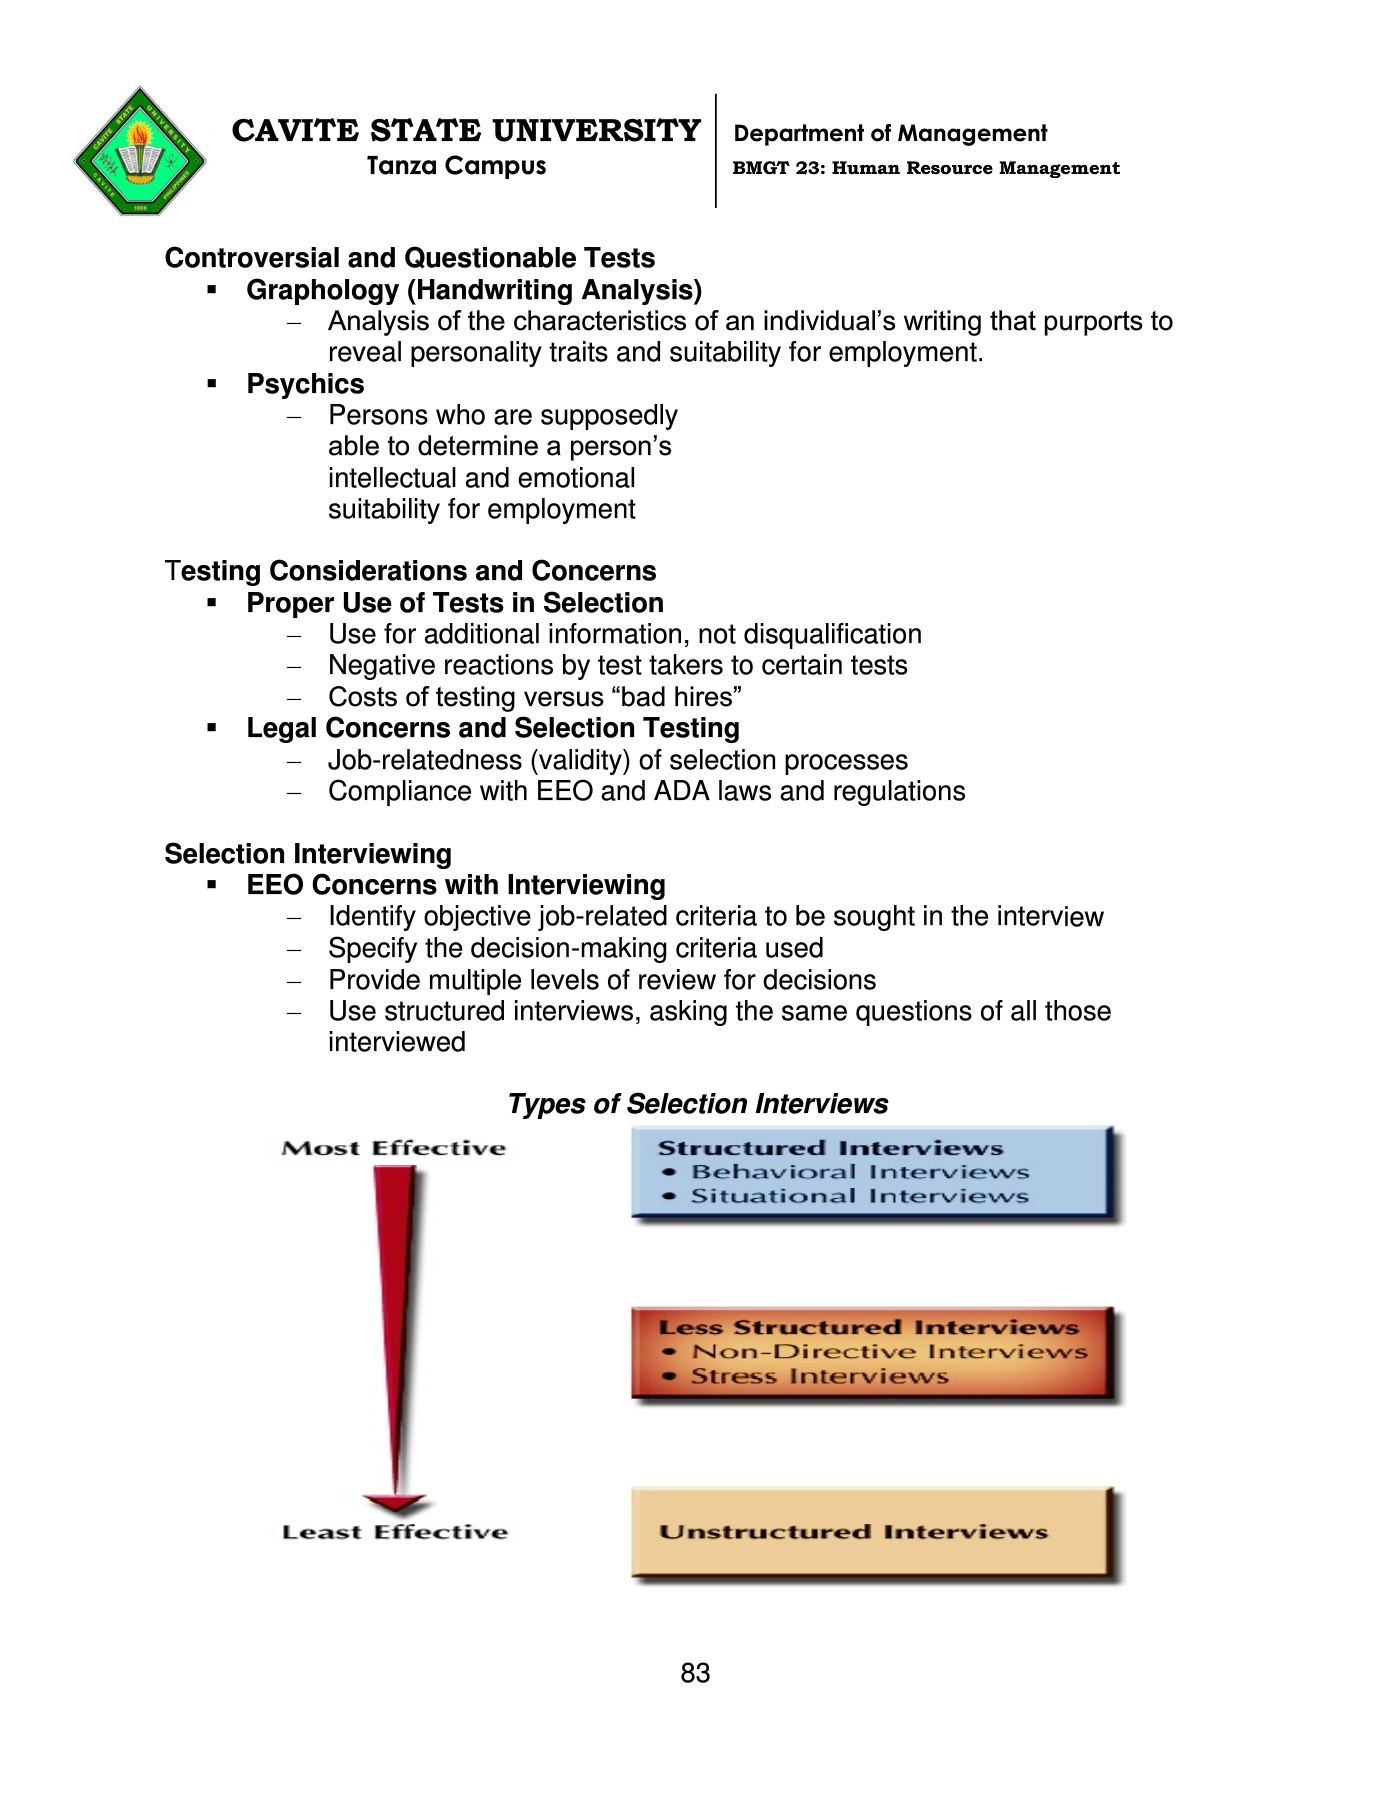 CAVITE STATE UNIVERSITY
Tanza Campus
Department of Management
BMGT 23: Human Resource Management
CAVITE STATE UNIVERSITY
CAVITE
PHILIPPINES
1906
Controversial and Questionable Tests
▪ Graphology (Handwriting Analysis)
– Analysis of the characteristics of an individual’s writing that purports to
reveal personality traits and suitability for employment.
▪ Psychics
– Persons who are supposedly
able to determine a person’s
intellectual and emotional
suitability for employment
Testing Considerations and Concerns
▪ Proper Use of Tests in Selection
– Use for additional information, not disqualification
– Negative reactions by test takers to certain tests
– Costs of testing versus “bad hires”
▪ Legal Concerns and Selection Testing
– Job-relatedness (validity) of selection processes
– Compliance with EEO and ADA laws and regulations
Selection Interviewing
▪ EEO Concerns with Interviewing
– Identify objective job-related criteria to be sought in the interview
– Specify the decision-making criteria used
– Provide multiple levels of review for decisions
– Use structured interviews, asking the same questions of all those
interviewed
Types of Selection Interviews
Most Effective
Structured Interviews
• Behavioral Interviews
• Situational Interviews
Less Structured Interviews
• Non-Directive Interviews
• Stress Interviews
Least Effective
Unstructured Interviews
83